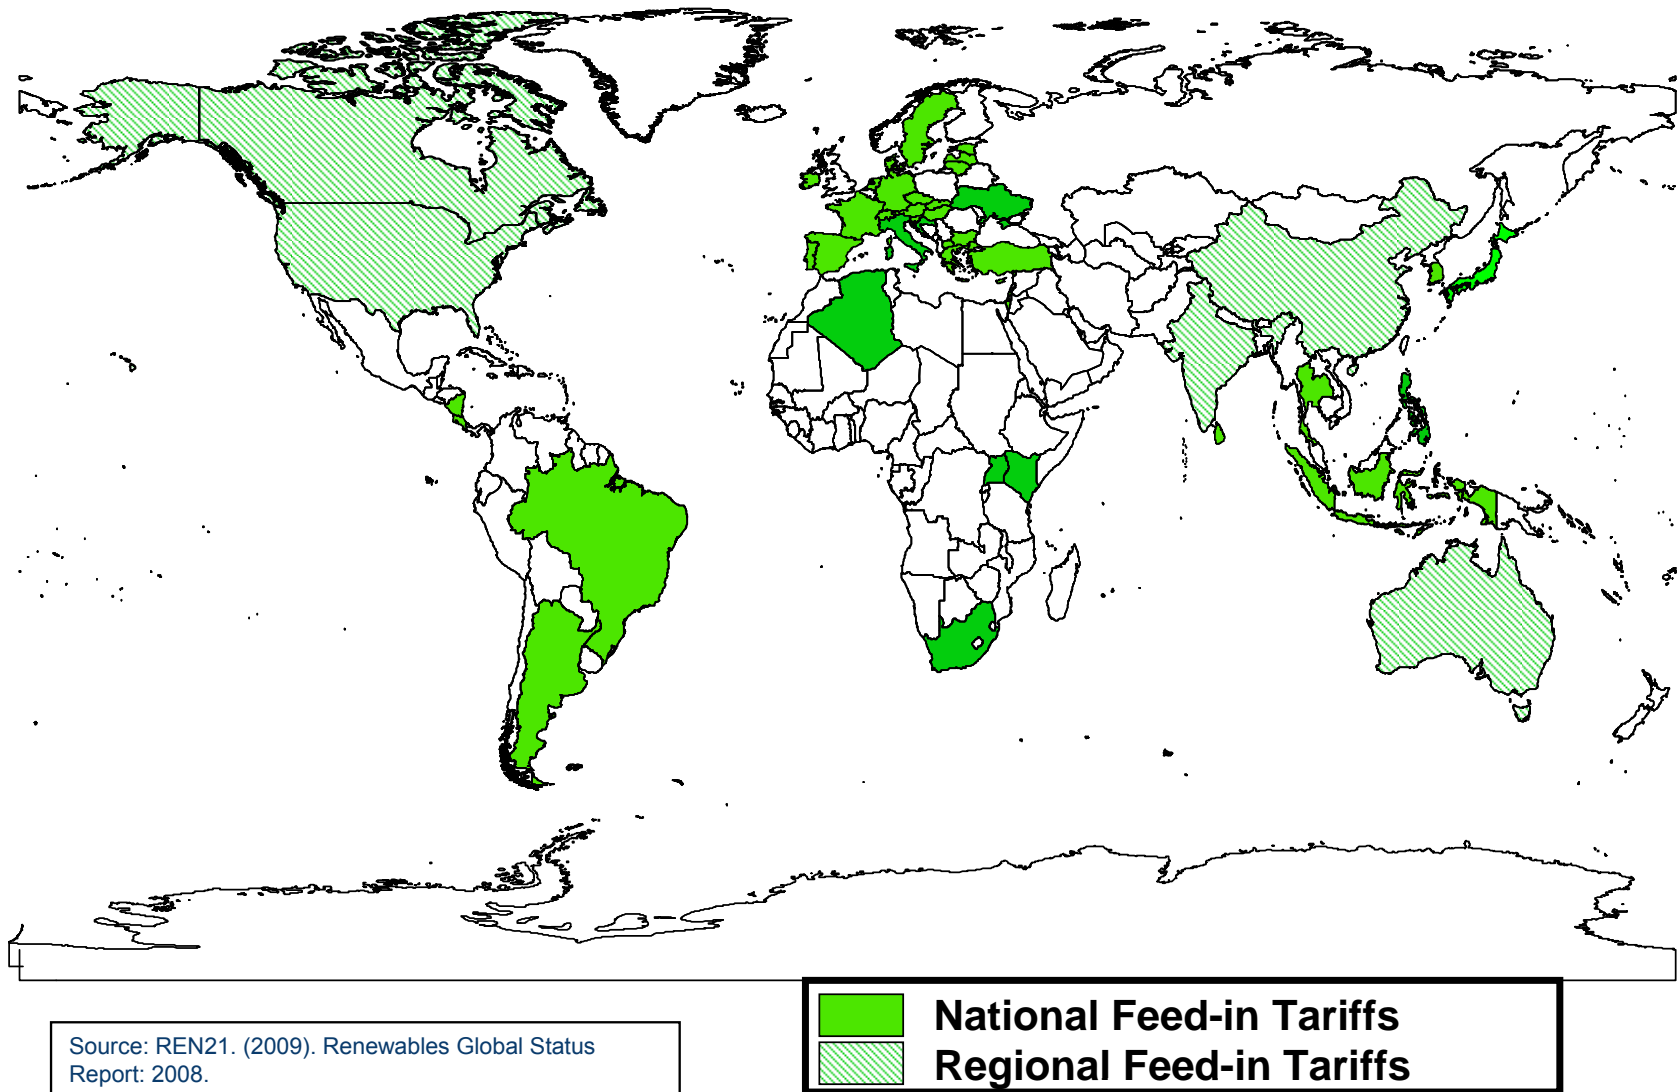 National Feed-in Tariffs
Regional Feed-in Tariffs
Source: REN21. (2009). Renewables Global Status
Report: 2008.